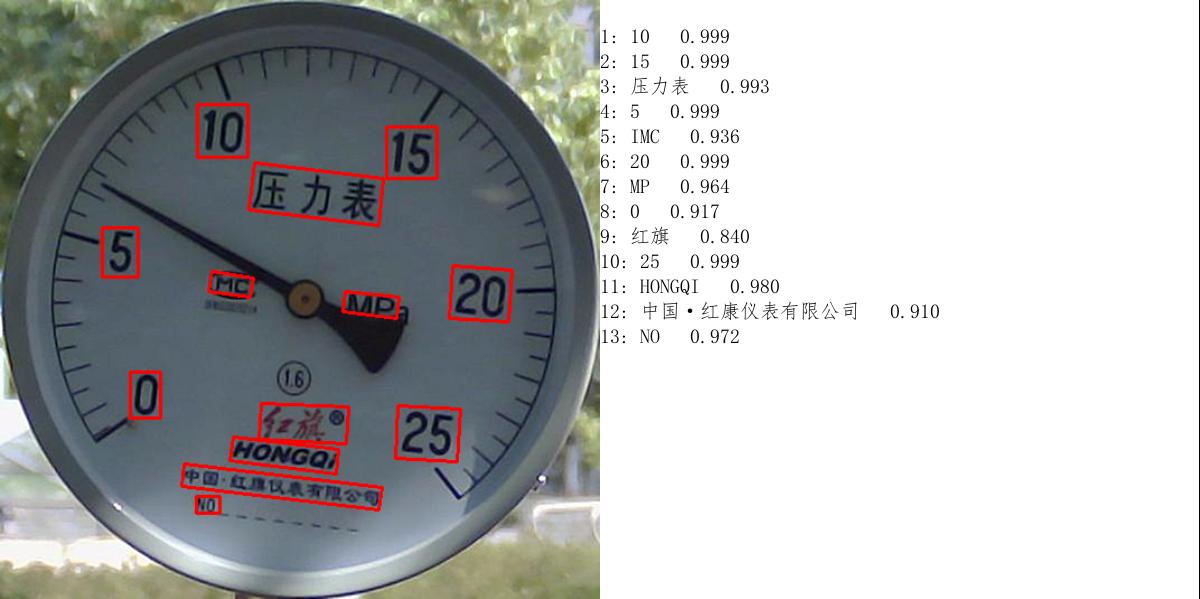 10
15
压力表
5
MC
20
MPa
0
1.6
红旗®
25
HONGQI
中国·红旗仪表有限公司
NO
1: 10 0.999
2: 15 0.999
3: 压力表 0.993
4: 5 0.999
5: IMC 0.936
6: 20 0.999
7: MP 0.964
8: 0 0.917
9: 红旗 0.840
10: 25 0.999
11: HONGQI 0.980
12: 中国·红康仪表有限公司 0.910
13: NO 0.972